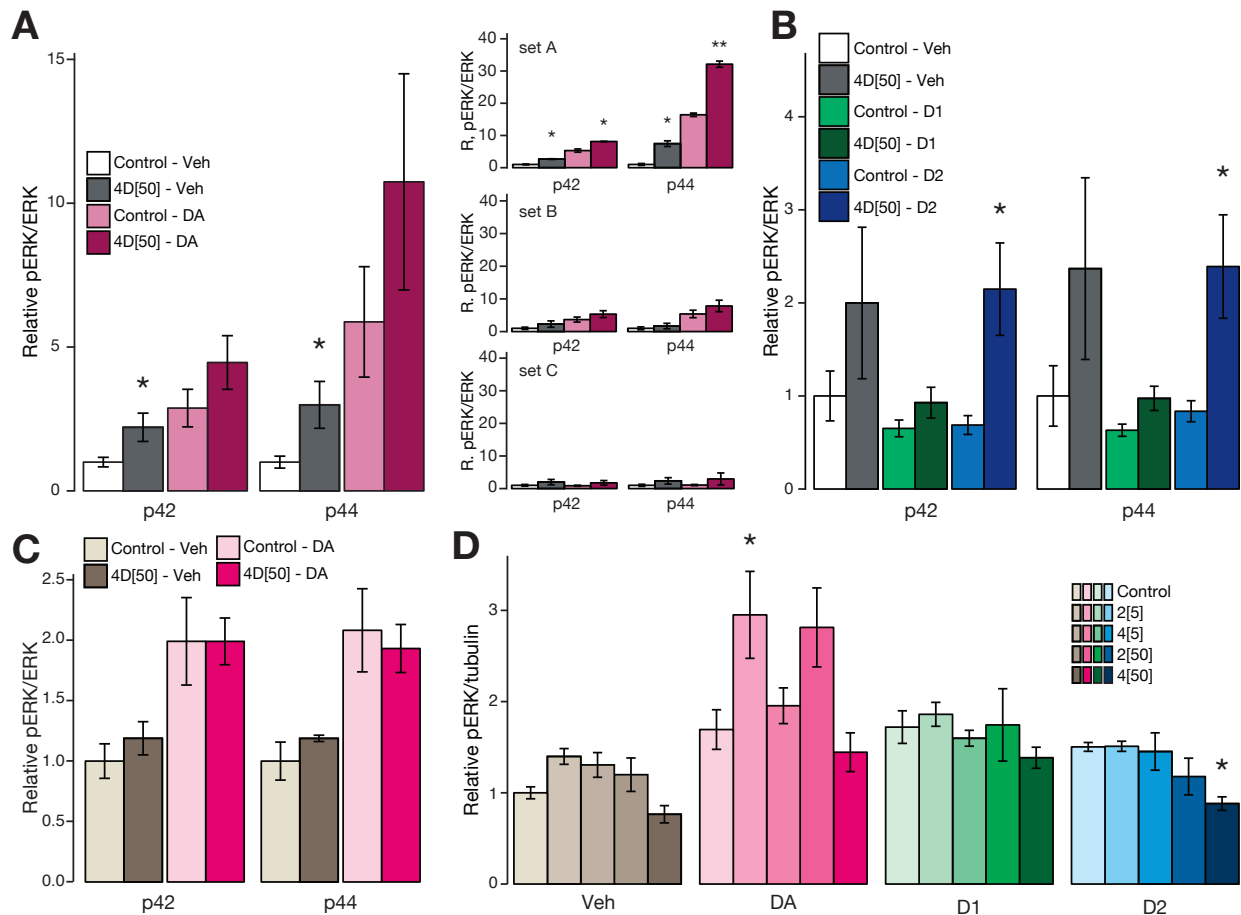 A
Relative pERK/ERK
15
10
5
0
Control - Veh
4D[50] - Veh
Control - DA
4D[50] - DA
*
*
p42
p44
R, pERK/ERK
40
30
20
10
0
set A
*
*
*
**
p42
p44
R. pERK/ERK
40
30
20
10
0
set B
p42
p44
R. pERK/ERK
40
30
20
10
0
set C
p42
p44
B
Relative pERK/ERK
4
3
2
1
0
Control - Veh
4D[50] - Veh
Control - D1
4D[50] - D1
Control - D2
4D[50] - D2
*
*
p42
p44
C
Relative pERK/ERK
2.5
2.0
1.5
1.0
0.5
0.0
Control - Veh
4D[50] - Veh
Control - DA
4D[50] - DA
p42
p44
D
Relative pERK/tubulin
3
2
1
0
*
*
Control
2[5]
4[5]
2[50]
4[50]
Veh
DA
D1
D2